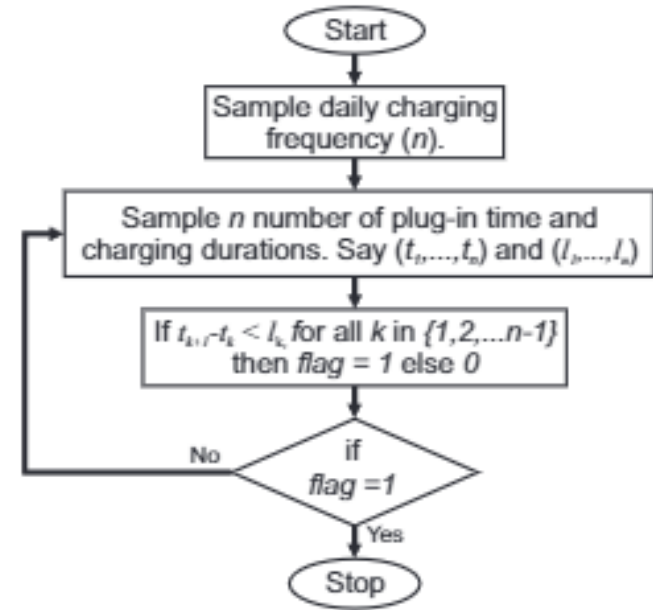 Start
Sample daily charging
frequency (n).
Sample n number of plug-in time and
charging durations. Say (t₁,...,tₙ) and (l₁,...,lₙ)
If tₖ₊₁-tₖ < lₖ, for all k in {1,2,...n-1}
then flag = 1 else 0
if
flag =1
No
Yes
Stop